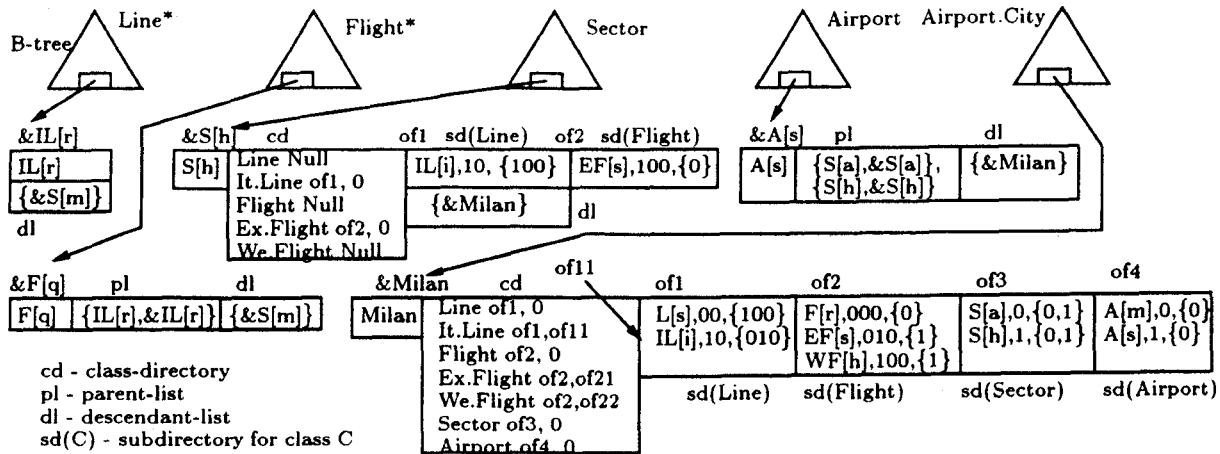 B-tree
Line*
Flight*
Sector
Airport
Airport.City
&IL[r]
IL[r]
{&S[m]}
dl
&S[h] cd of1 sd(Line) of2 sd(Flight)
S[h]
Line Null
It.Line of1, 0
Flight Null
Ex.Flight of2, 0
We.Flight Null
IL[i],10, {100}
{&Milan}
EF[s],100,{0}
dl
&A[s] pl dl
A[s]
{S[a],&S[a]},
{S[h],&S[h]}
{&Milan}
&F[q] pl dl
F[q] {IL[r],&IL[r]} {&S[m]}
&Milan cd of11 of1 of2 of3 of4
Milan
Line of1, 0
It.Line of1,of11
Flight of2, 0
Ex.Flight of2,of21
We.Flight of2,of22
Sector of3, 0
Airport of4, 0
L[s],00,{100}
IL[i],10,{010}
F[r],000,{0}
EF[s],010,{1}
WF[h],100,{1}
S[a],0,{0,1}
S[h],1,{0,1}
A[m],0,{0}
A[s],1,{0}
sd(Line) sd(Flight) sd(Sector) sd(Airport)
cd - class-directory
pl - parent-list
dl - descendant-list
sd(C) - subdirectory for class C